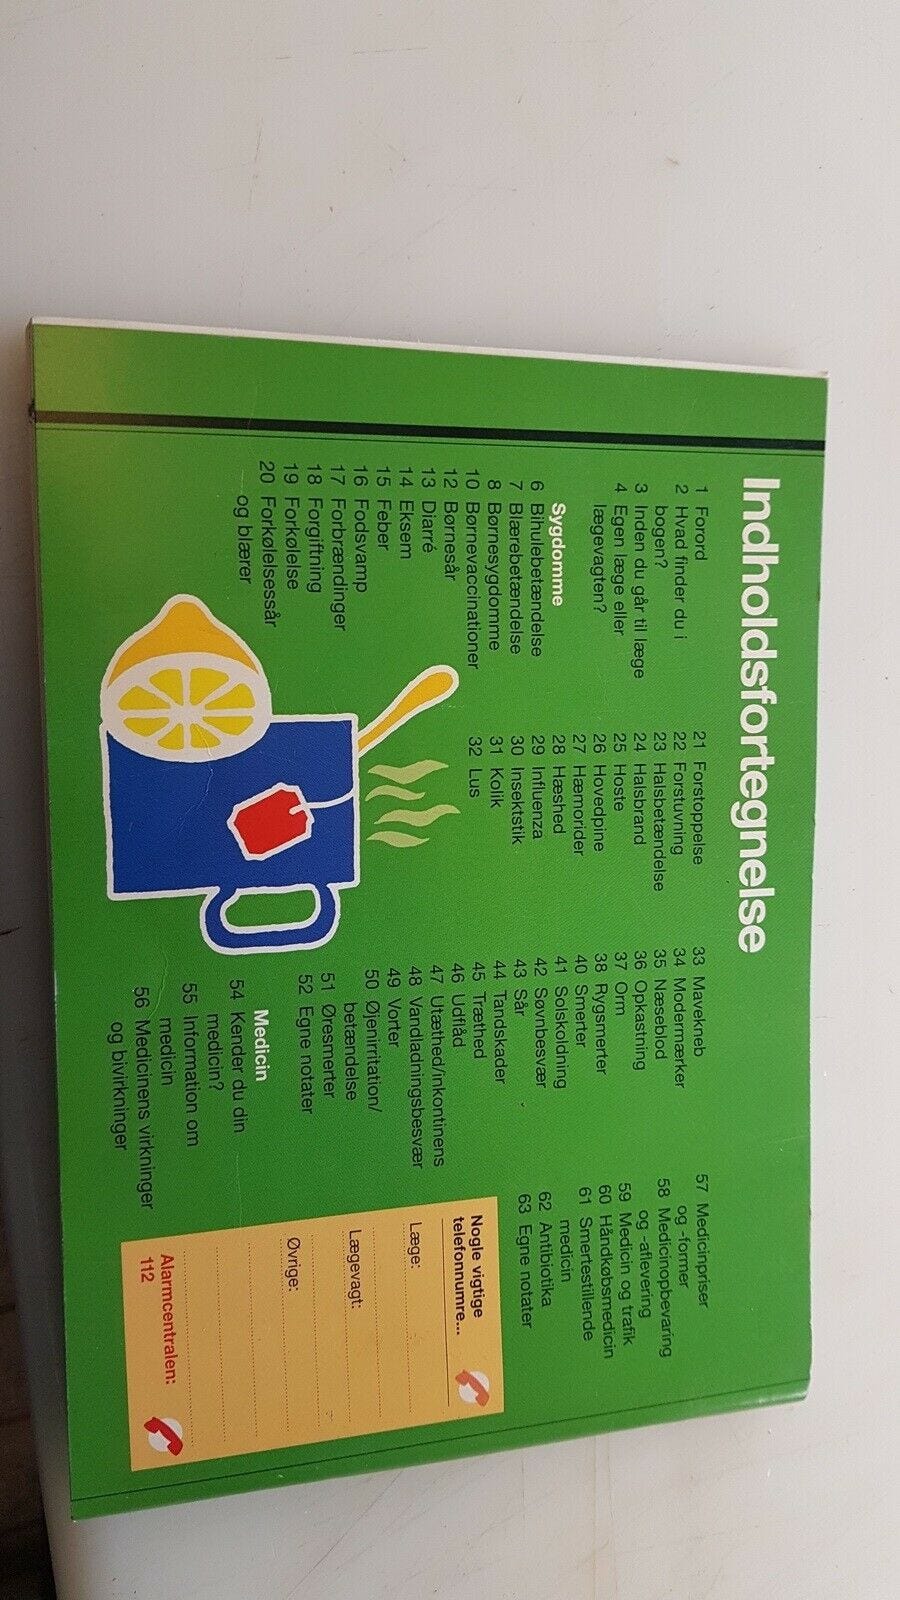 Indholdsfortegnelse
1 Forord
2 Hvad finder du i
bogen?
3 Inden du går til læge
4 Egen læge eller
lægevagten?
Sygdomme
6 Bihulebetændelse
7 Blærebetændelse
8 Børnesygdomme
10 Børnevaccinationer
12 Børnesår
13 Diarré
14 Eksem
15 Feber
16 Fodsvamp
17 Forbrændinger
18 Forgiftning
19 Forkølelse
20 Forkølelsessår
og blærer
21 Forstoppelse
22 Forstuvning
23 Halsbetændelse
24 Halsbrand
25 Hoste
26 Hovedpine
27 Hæmorider
28 Hæshed
29 Influenza
30 Insektstik
31 Kolik
32 Lus
33 Mavekneb
34 Modermærker
35 Næseblod
36 Opkastning
37 Orm
38 Rygsmerter
40 Smerter
41 Solskoldning
42 Søvnbesvær
43 Sår
44 Tandskader
45 Træthed
46 Udflåd
47 Utæthed/inkontinens
48 Vandladningsbesvær
49 Vorter
50 Øjenirritation/
betændelse
51 Øresmerter
52 Egne notater
Medicin
54 Kender du din
medicin?
55 Information om
medicin
56 Medicinens virkninger
og bivirkninger
57 Medicinpriser
og -former
58 Medicinopbevaring
og -aflevering
59 Medicin og trafik
60 Håndkøbsmedicin
61 Smertestillende
medicin
62 Antibiotika
63 Egne notater
Nogle vigtige
telefonnumre...
Læge:
Lægevagt:
Øvrige:
Alarmcentralen:
112